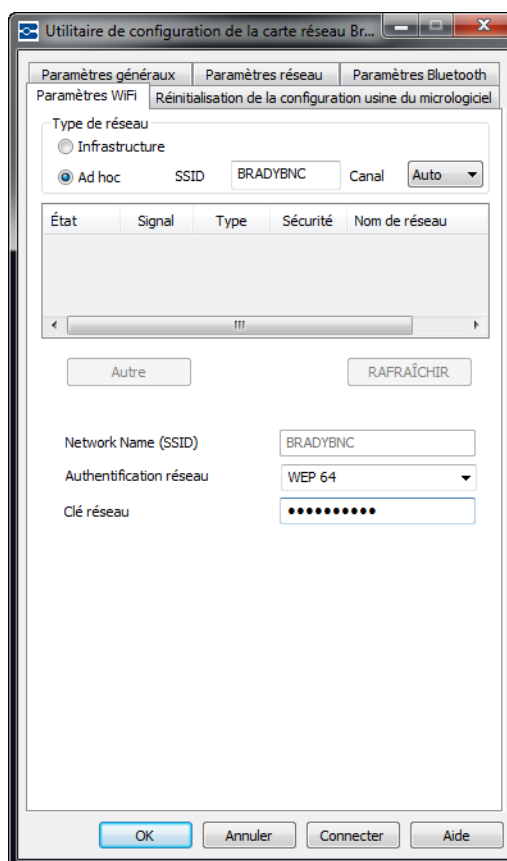 Utilitaire de configuration de la carte réseau Br...
Paramètres généraux Paramètres réseau Paramètres Bluetooth
Paramètres WiFi Réinitialisation de la configuration usine du micrologiciel
Type de réseau
Infrastructure
Ad hoc SSID BRADYBNC Canal Auto
État Signal Type Sécurité Nom de réseau
Autre RAFRAÎCHIR
Network Name (SSID) BRADYBNC
Authentification réseau WEP 64
Clé réseau ••••••••••
OK Annuler Connecter Aide